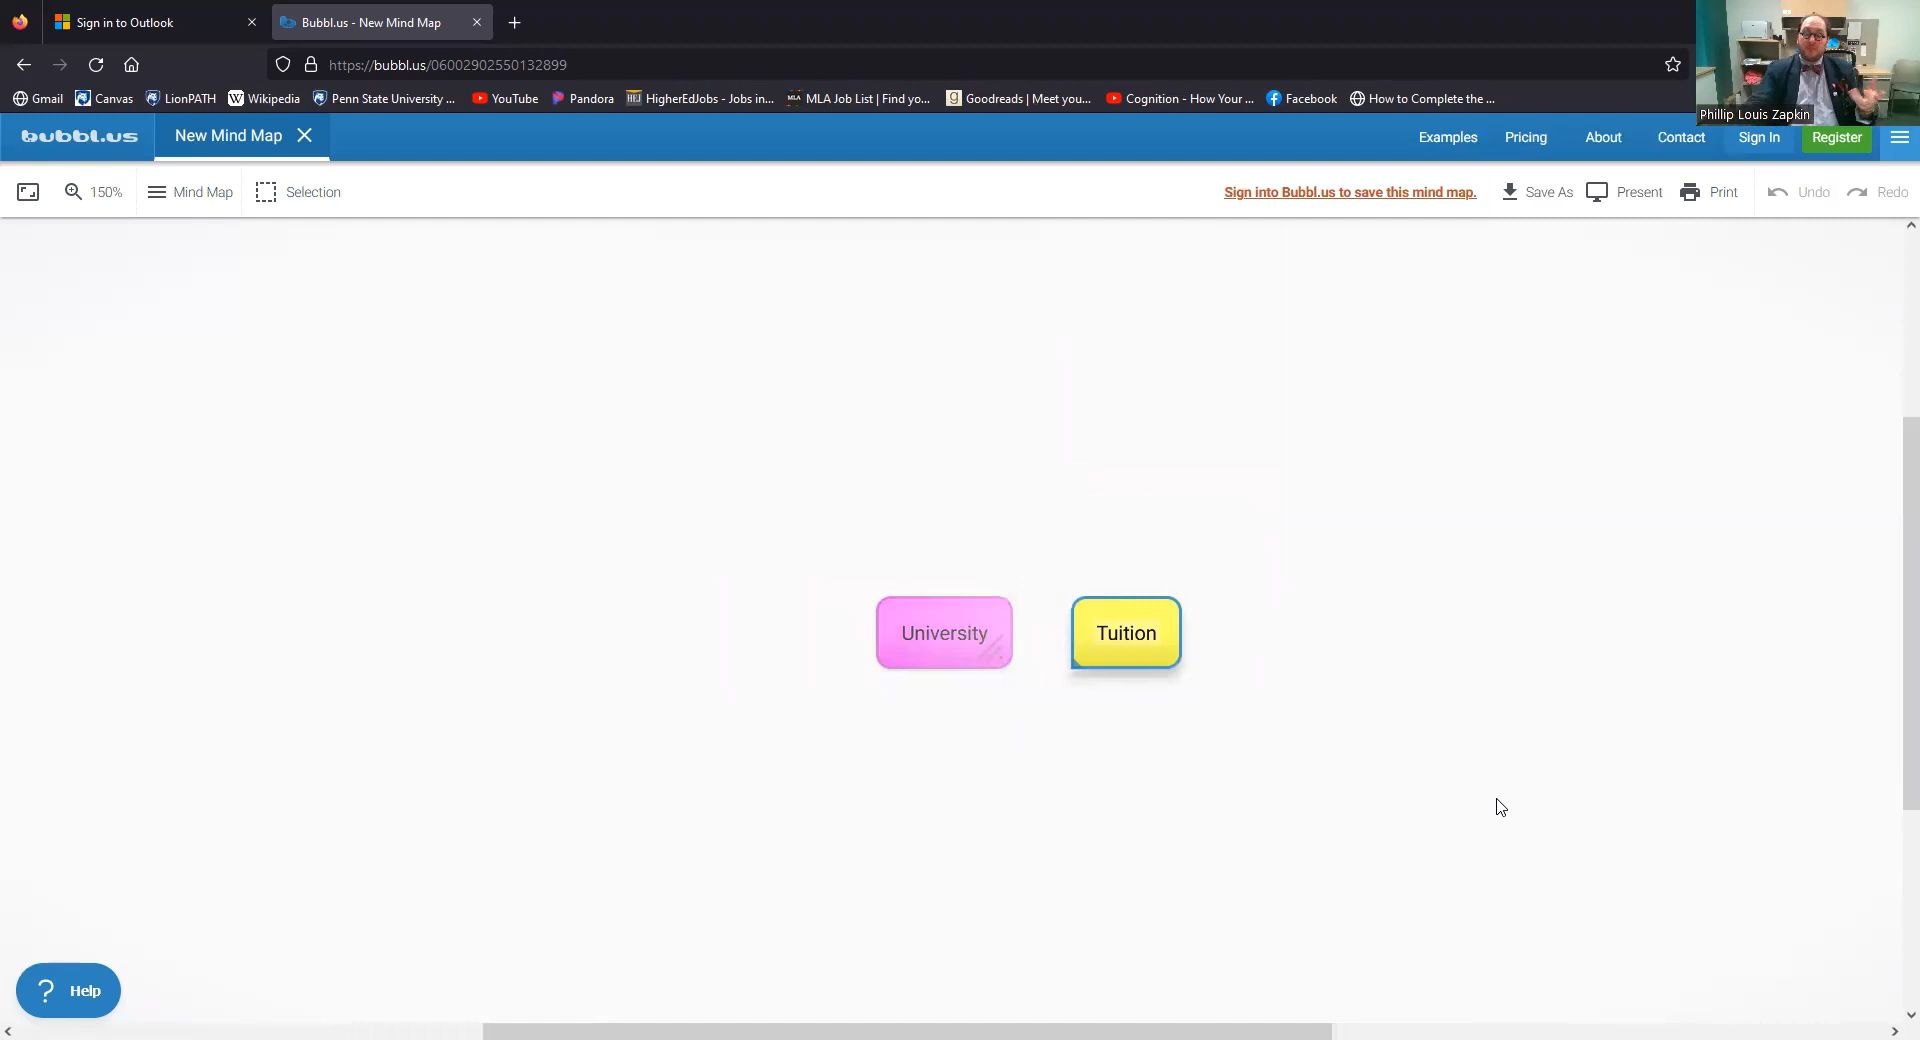 Sign in to Outlook
Bubbl.us - New Mind Map
https://bubbl.us/06002902550132899
Gmail
Canvas
LionPATH
Wikipedia
Penn State University ...
YouTube
Pandora
HigherEdJobs - Jobs in...
MLA Job List | Find yo...
Goodreads | Meet you...
Cognition - How Your ...
Facebook
How to Complete the ...
Phillip Louis Zapkin
bubbl.us
New Mind Map
Examples
Pricing
About
Contact
Sign In
Register
150%
Mind Map
Selection
Sign into Bubbl.us to save this mind map.
Save As
Present
Print
Undo
Redo
University
Tuition
? Help